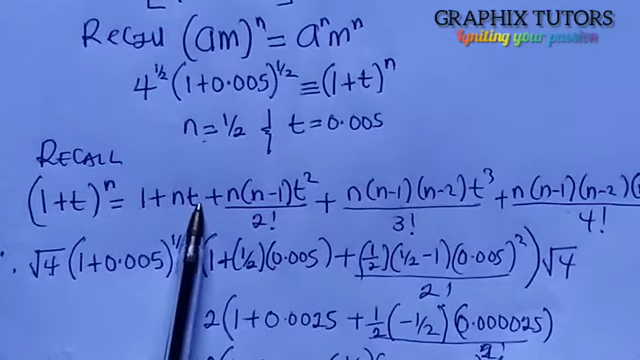 GRAPHIX TUTORS
Igniting your passion
Recall (am)ⁿ = aⁿmⁿ
4^½(1+0.005)^½ ≡ (1+t)ⁿ
n = ½ & t = 0.005
RECALL
(1+t)ⁿ = 1 + nt + n(n-1)t²/2! + n(n-1)(n-2)t³/3! + n(n-1)(n-2)(/4!
√4(1+0.005)^½ (1+(½)(0.005) + (½)(½-1)(0.005)²/2!)√4
2(1+0.0025 + ½(-½)(0.000025)/2!